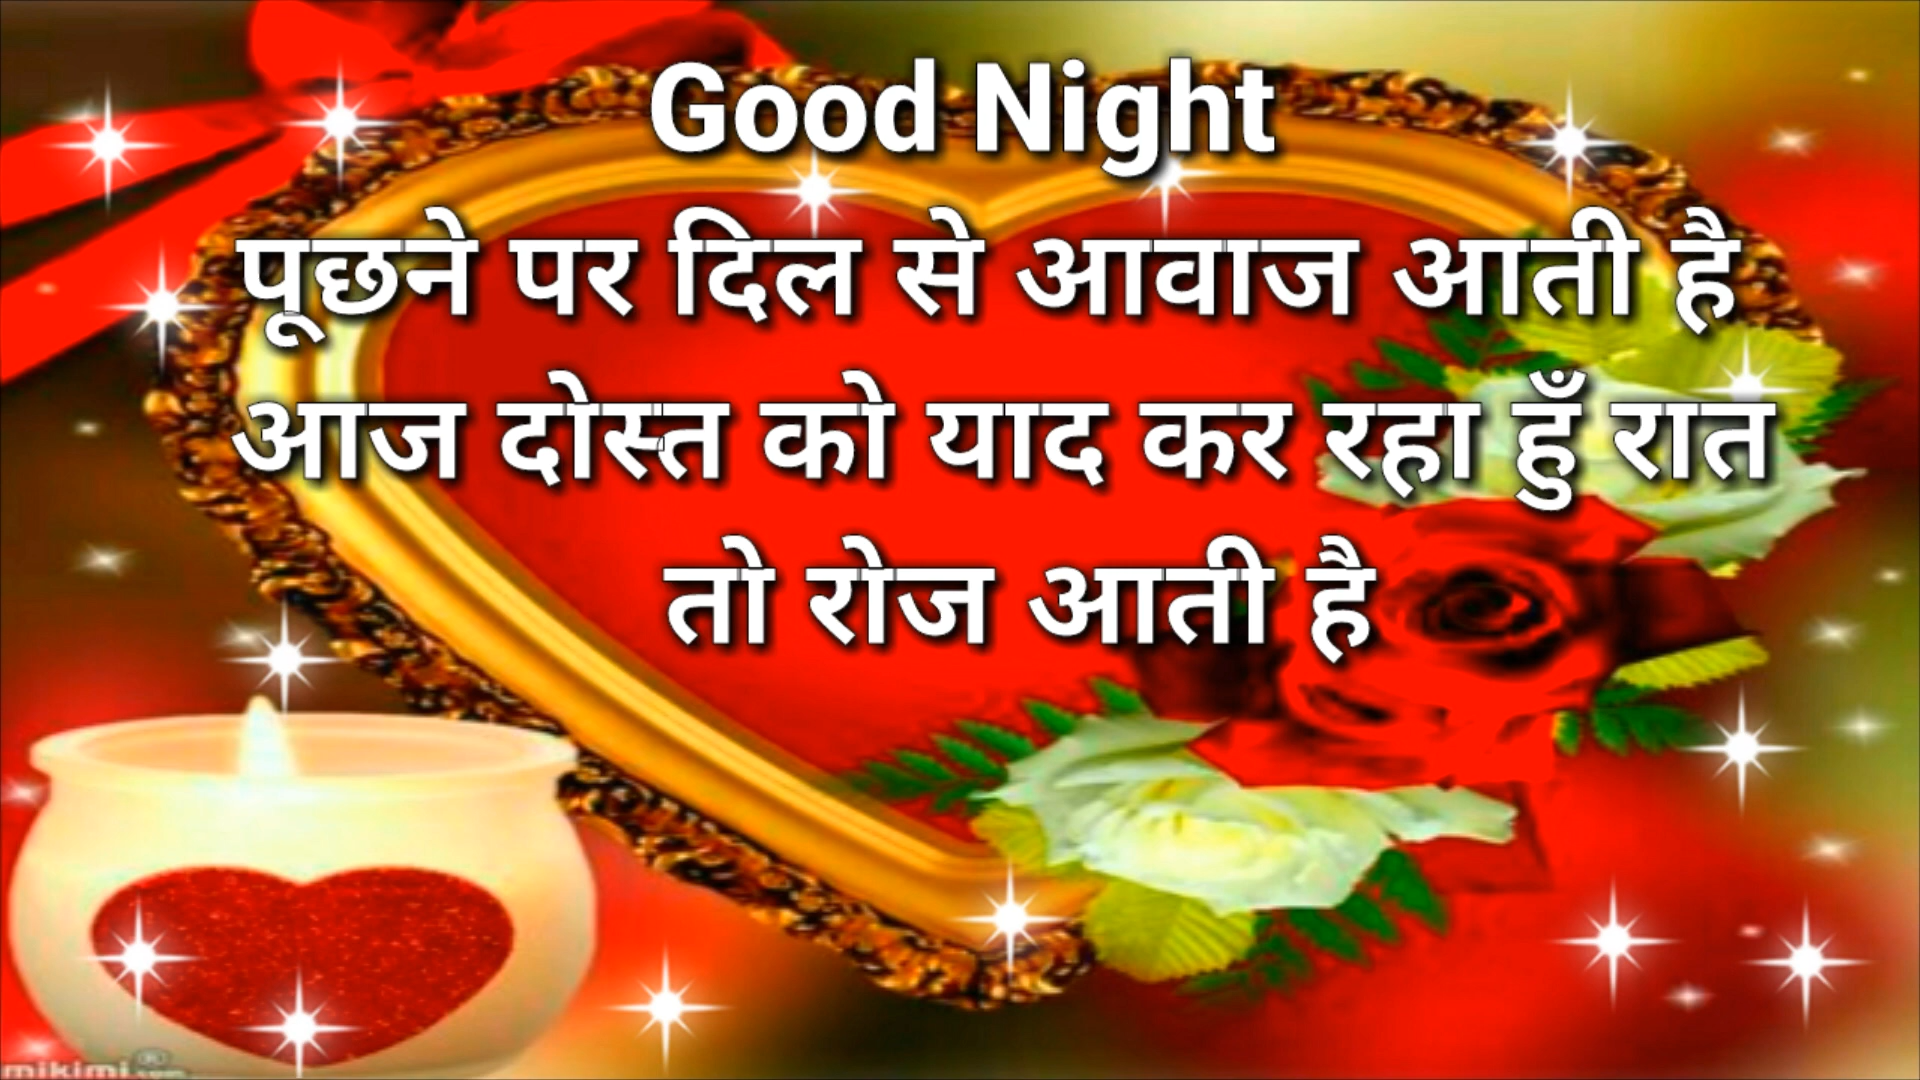 Good Night
पूछने पर दिल से आवाज आती है
आज दोस्त को याद कर रहा हुँ रात
तो रोज आती है
mikimi